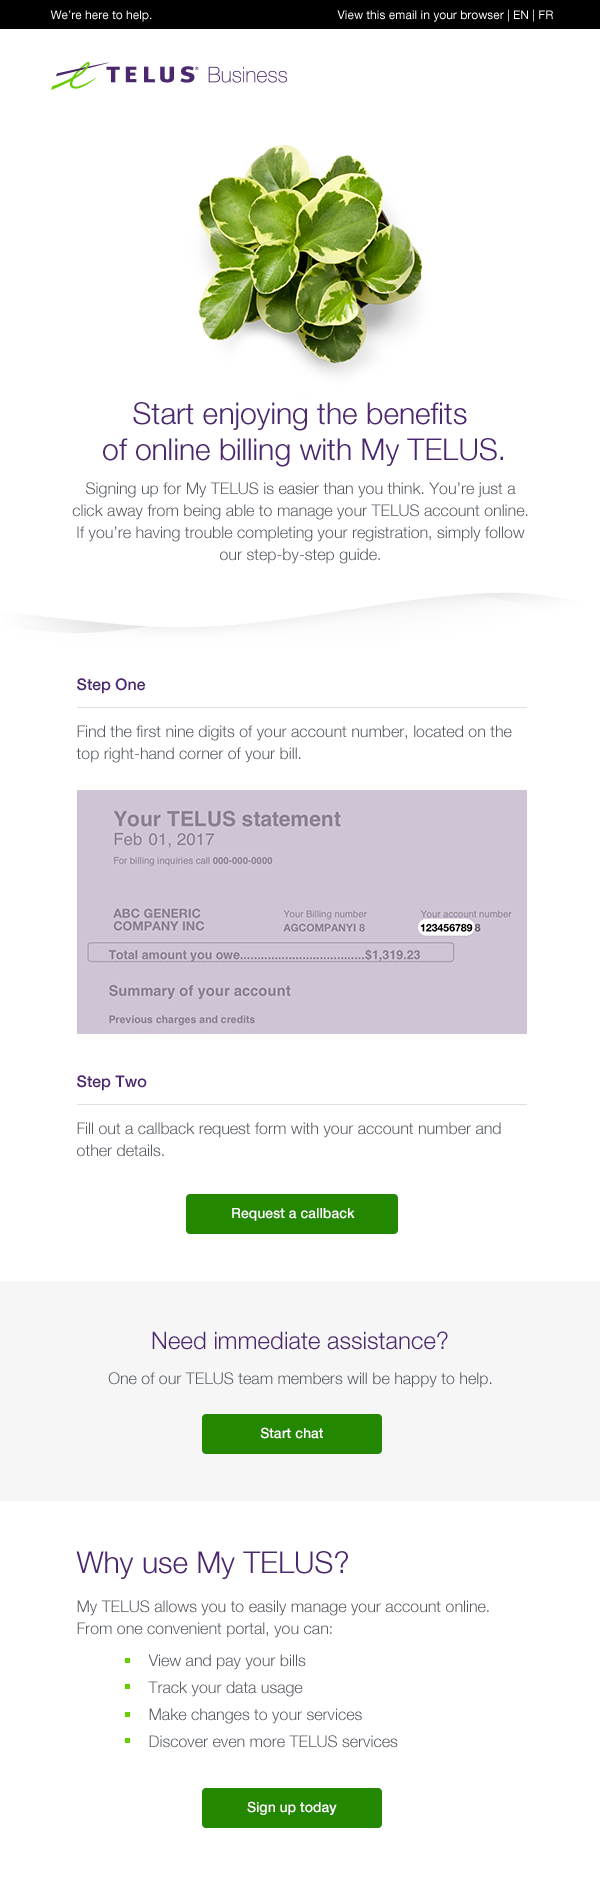 We're here to help.
View this email in your browser | EN | FR
TELUS® Business
Start enjoying the benefits
of online billing with My TELUS.
Signing up for My TELUS is easier than you think. You're just a
click away from being able to manage your TELUS account online.
If you're having trouble completing your registration, simply follow
our step-by-step guide.
Step One
Find the first nine digits of your account number, located on the
top right-hand corner of your bill.
Your TELUS statement
Feb 01, 2017
For billing inquiries call 000-000-0000
ABC GENERIC
COMPANY INC
Your Billing number
AGCOMPANYI 8
Your account number
123456789 8
Total amount you owe.....................................$1,319.23
Summary of your account
Previous charges and credits
Step Two
Fill out a callback request form with your account number and
other details.
Request a callback
Need immediate assistance?
One of our TELUS team members will be happy to help.
Start chat
Why use My TELUS?
My TELUS allows you to easily manage your account online.
From one convenient portal, you can:
View and pay your bills
Track your data usage
Make changes to your services
Discover even more TELUS services
Sign up today